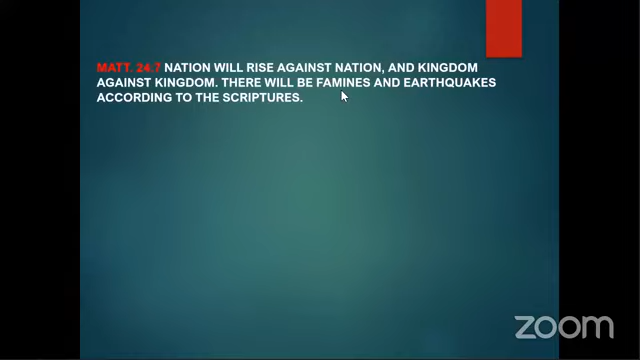 MATT. 24:7 NATION WILL RISE AGAINST NATION, AND KINGDOM
AGAINST KINGDOM. THERE WILL BE FAMINES AND EARTHQUAKES
ACCORDING TO THE SCRIPTURES.
zoom